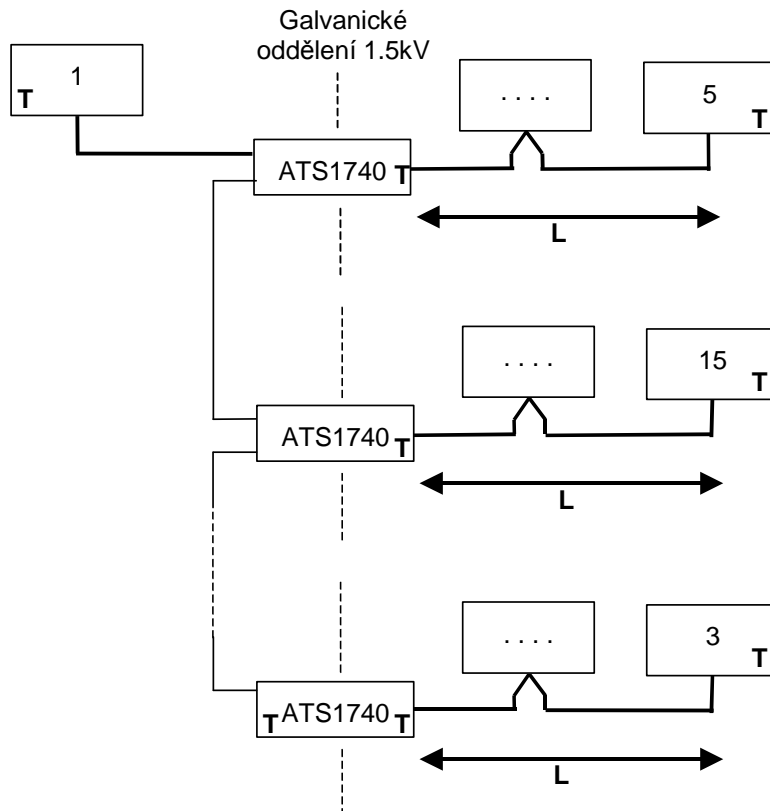 Galvanické
oddělení 1.5kV
1
T
. . . .
5
T
ATS1740 T
L
. . . .
15
T
ATS1740 T
L
. . . .
3
T
T ATS1740 T
L